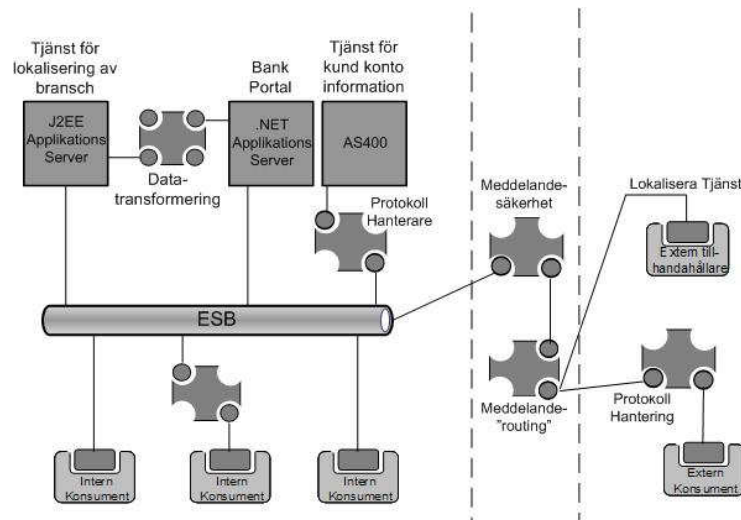 Tjänst för
lokalisering av
bransch
Bank
Portal
Tjänst för
kund konto
information
J2EE
Applikations
Server
.NET
Applikations
Server
AS400
Data-
transformering
Protokoll
Hanterare
Meddelande-
säkerhet
Lokalisera Tjänst
Extern till-
handahållare
ESB
Meddelande-
"routing"
Protokoll
Hantering
Intern
Konsument
Intern
Konsument
Intern
Konsument
Extern
Konsument